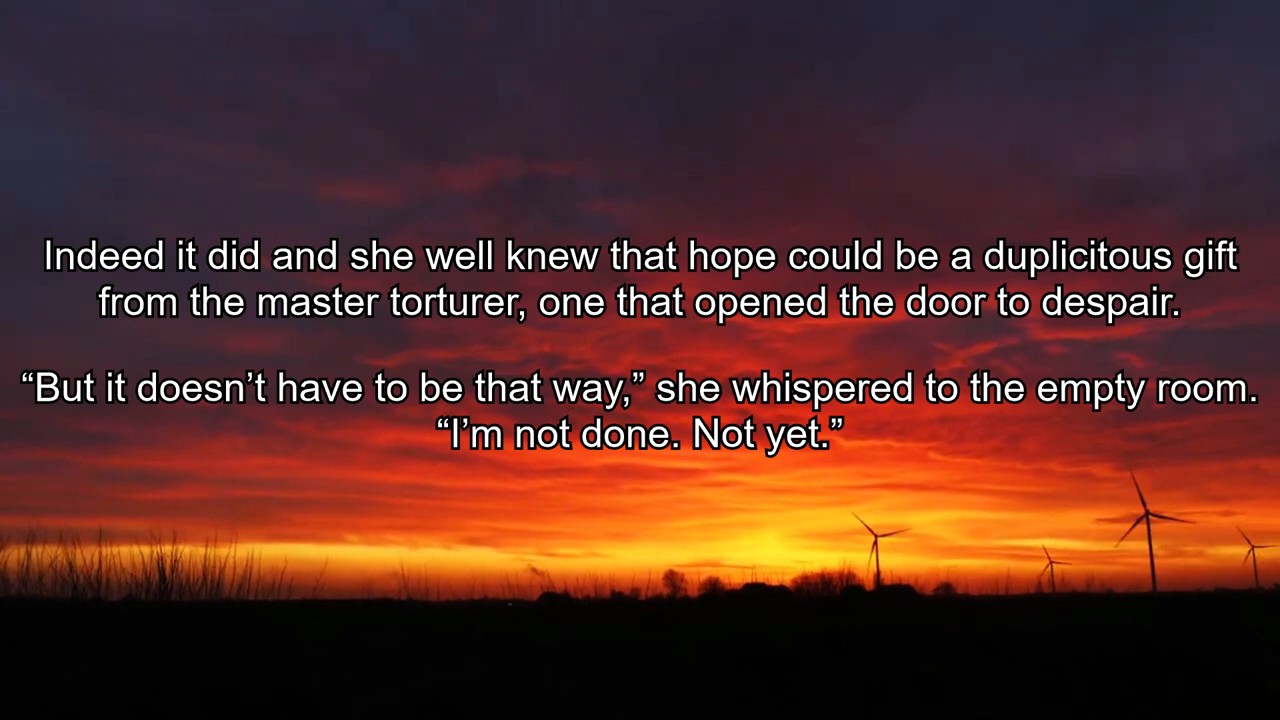 Indeed it did and she well knew that hope could be a duplicitous gift
from the master torturer, one that opened the door to despair.
“But it doesn’t have to be that way,” she whispered to the empty room.
“I’m not done. Not yet.”